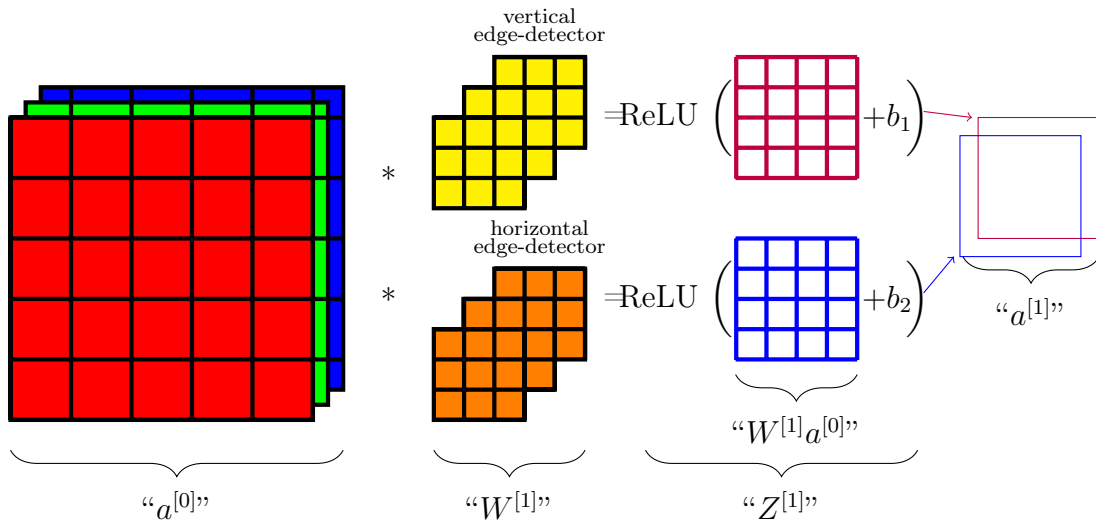 vertical
edge-detector
* =ReLU ( +b₁ )
horizontal
edge-detector
* =ReLU ( +b₂ )
“a^[1]”
“W^[1]a^[0]”
“a^[0]” “W^[1]” “Z^[1]”